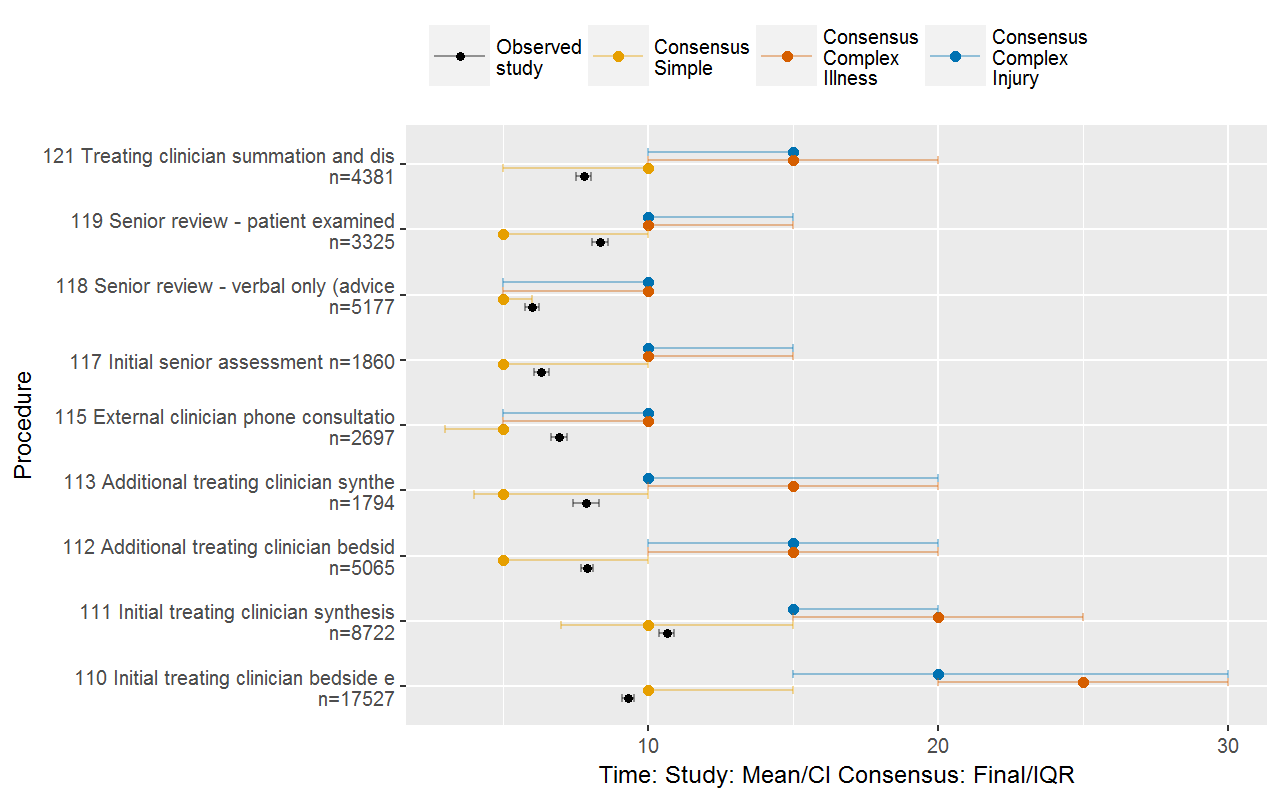 Observed
study
Consensus
Simple
Consensus
Complex
Illness
Consensus
Complex
Injury
Procedure
121 Treating clinician summation and dis
n=4381
119 Senior review - patient examined
n=3325
118 Senior review - verbal only (advice
n=5177
117 Initial senior assessment n=1860
115 External clinician phone consultatio
n=2697
113 Additional treating clinician synthe
n=1794
112 Additional treating clinician bedsid
n=5065
111 Initial treating clinician synthesis
n=8722
110 Initial treating clinician bedside e
n=17527
10 20 30
Time: Study: Mean/CI Consensus: Final/IQR